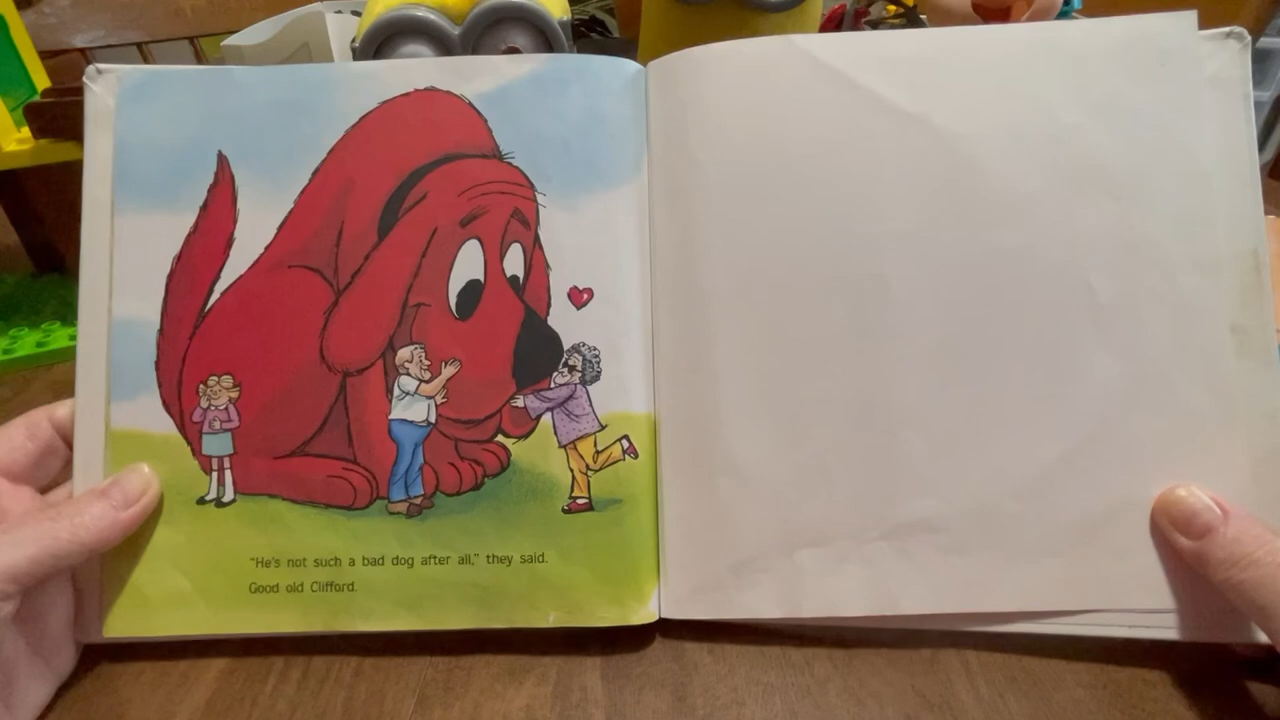 "He's not such a bad dog after all," they said.
Good old Clifford.